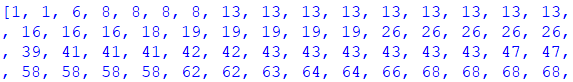 [1, 1, 6, 8, 8, 8, 8, 13, 13, 13, 13, 13, 13, 13, 13, 13,
, 16, 16, 16, 18, 19, 19, 19, 19, 19, 26, 26, 26, 26, 26,
, 39, 41, 41, 41, 42, 42, 43, 43, 43, 43, 43, 43, 47, 47,
, 58, 58, 58, 58, 62, 62, 63, 64, 64, 66, 68, 68, 68, 68,